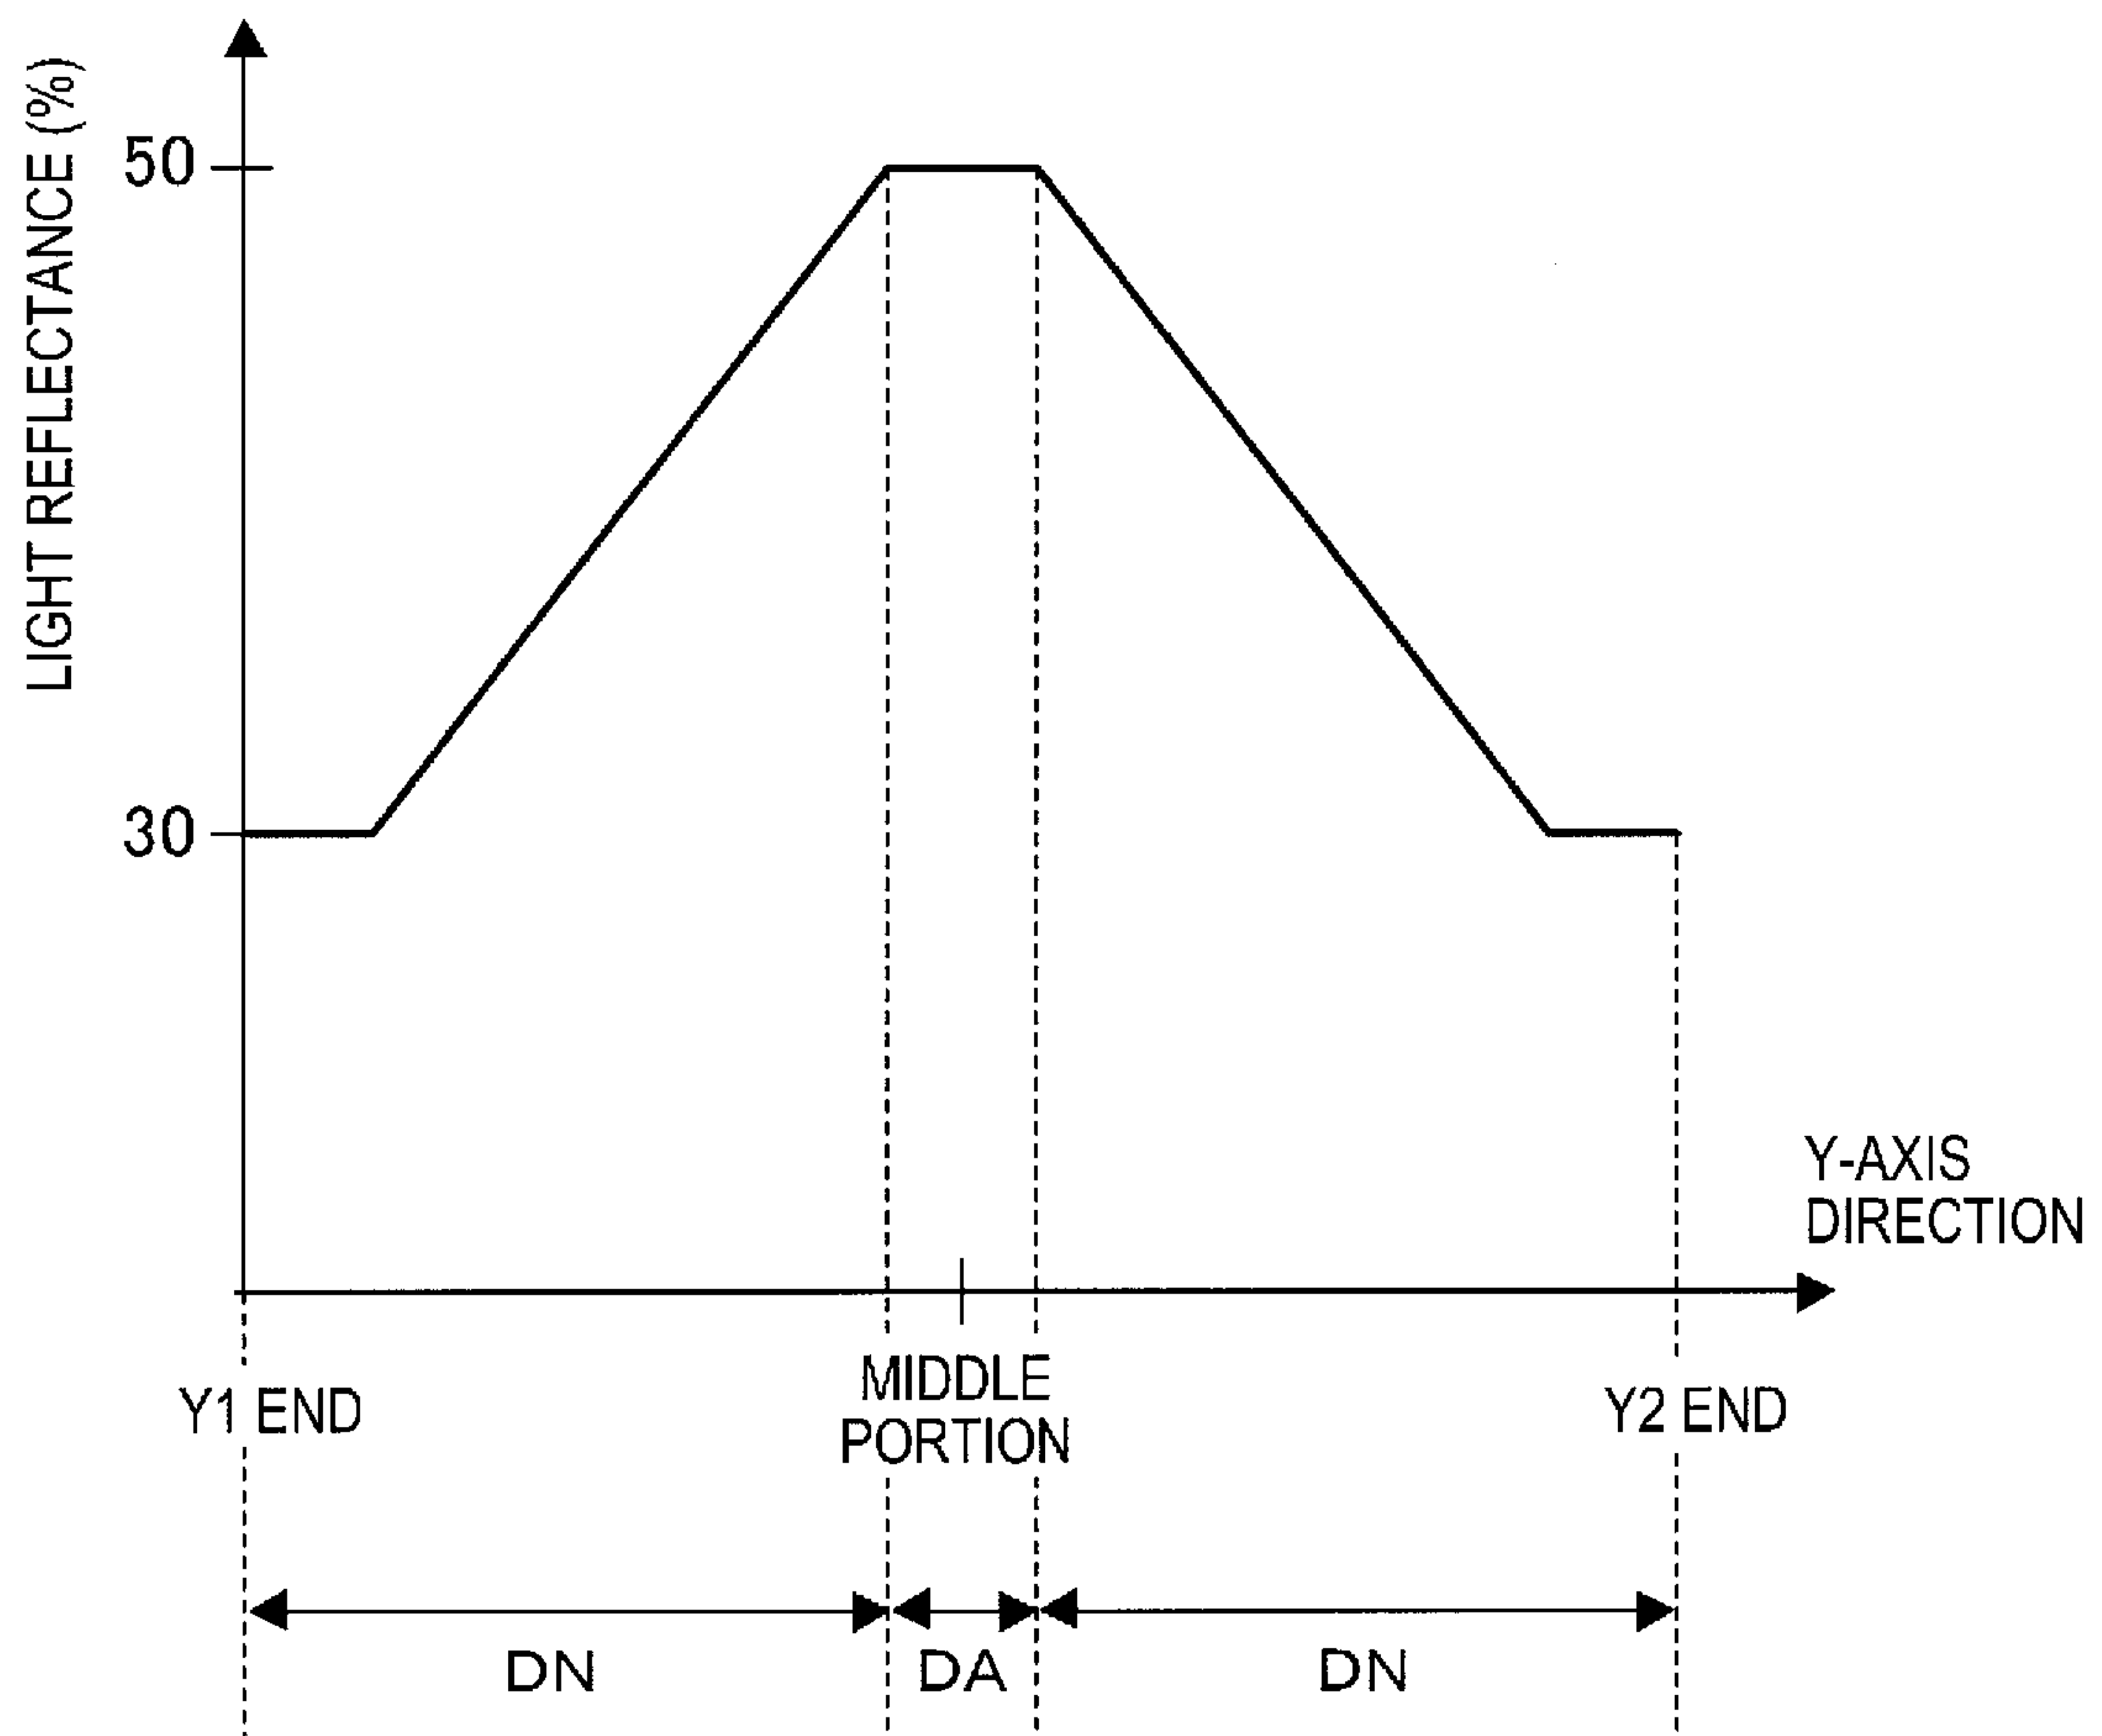 LIGHT REFLECTANCE (%)
50
30
Y-AXIS
DIRECTION
Y1 END
MIDDLE
PORTION
Y2 END
DN
DA
DN